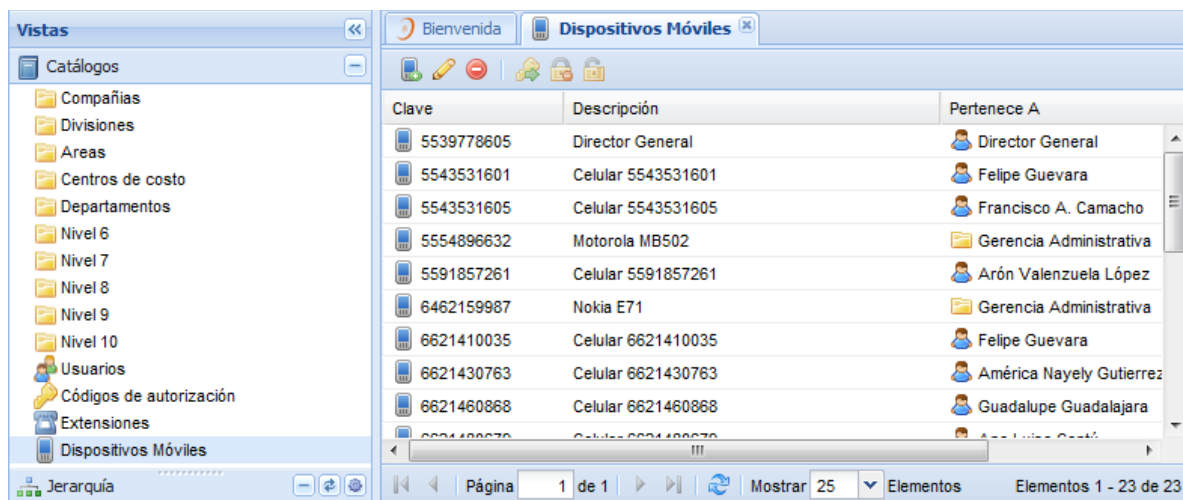 Vistas
Catálogos
Compañias
Divisiones
Areas
Centros de costo
Departamentos
Nivel 6
Nivel 7
Nivel 8
Nivel 9
Nivel 10
Usuarios
Códigos de autorización
Extensiones
Dispositivos Móviles
Jerarquía
Bienvenida Dispositivos Móviles
Clave Descripción Pertenece A
5539778605 Director General Director General
5543531601 Celular 5543531601 Felipe Guevara
5543531605 Celular 5543531605 Francisco A. Camacho
5554896632 Motorola MB502 Gerencia Administrativa
5591857261 Celular 5591857261 Arón Valenzuela López
6462159987 Nokia E71 Gerencia Administrativa
6621410035 Celular 6621410035 Felipe Guevara
6621430763 Celular 6621430763 América Nayely Gutierrez
6621460868 Celular 6621460868 Guadalupe Guadalajara
Página 1 de 1 Mostrar 25 Elementos Elementos 1 - 23 de 23